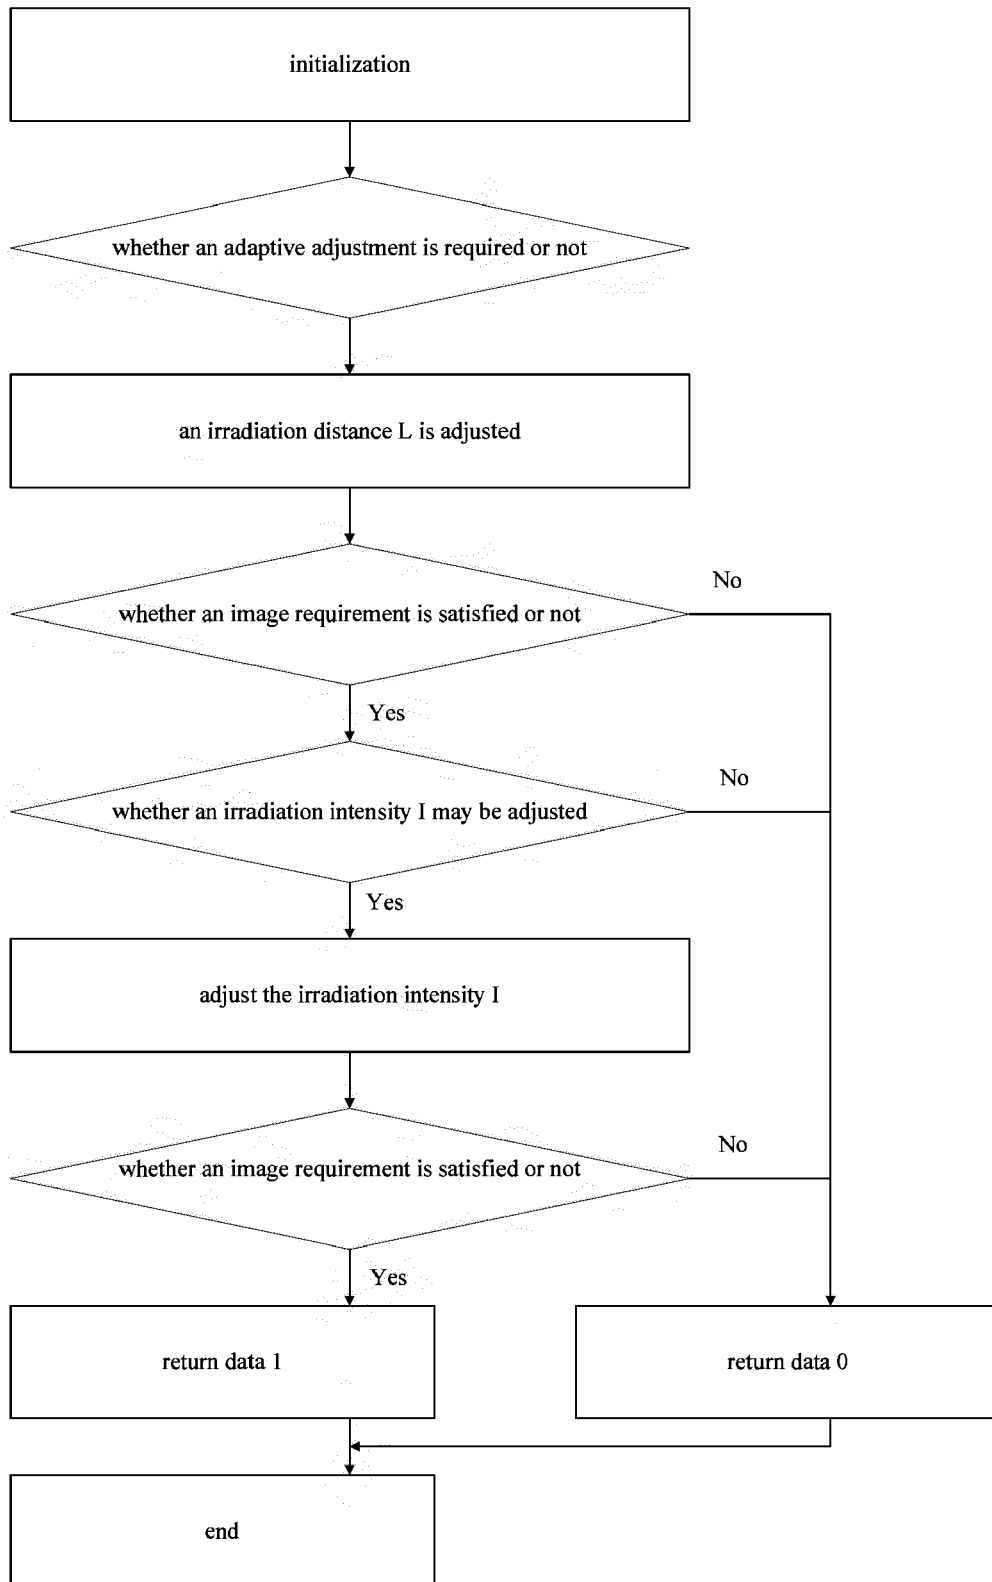 initialization
whether an adaptive adjustment is required or not
an irradiation distance L is adjusted
No
whether an image requirement is satisfied or not
Yes
No
whether an irradiation intensity I may be adjusted
Yes
adjust the irradiation intensity I
No
whether an image requirement is satisfied or not
Yes
return data 1
return data 0
end